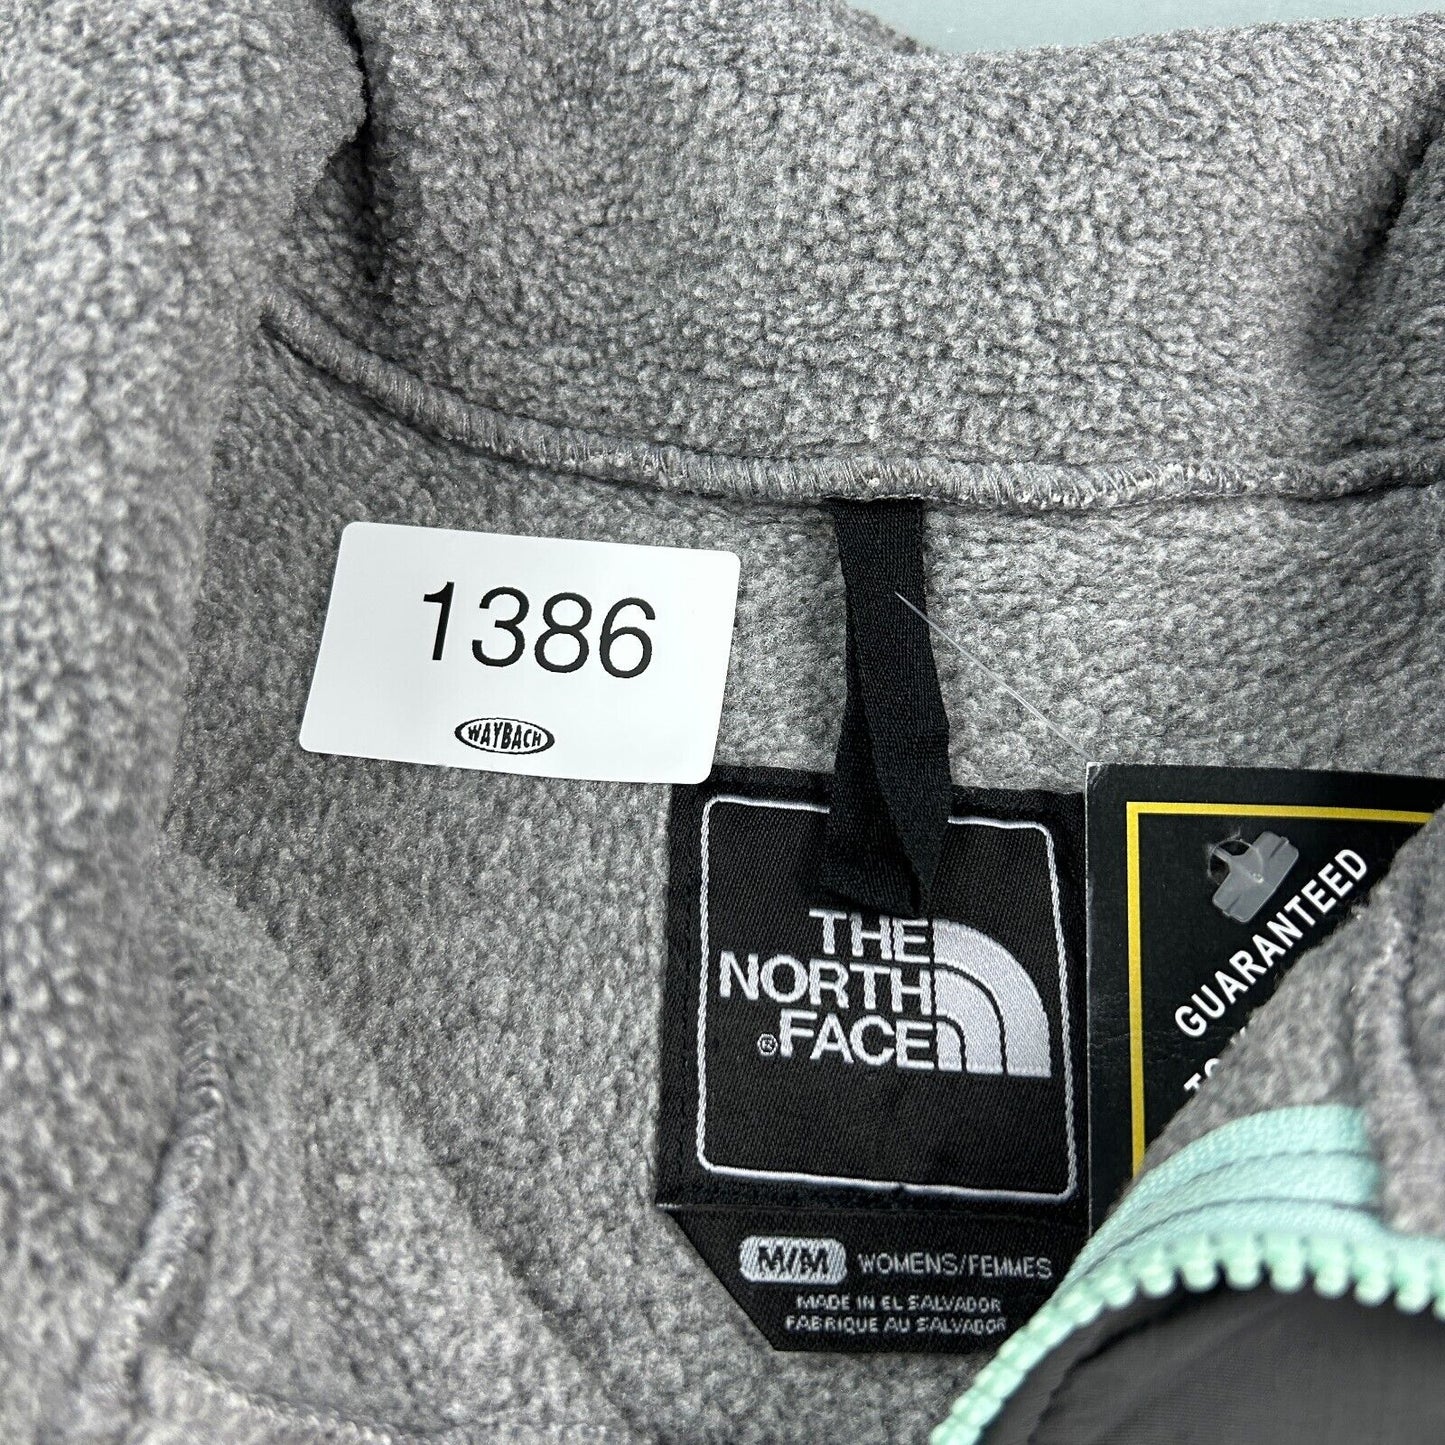 1386
WAYBACH
THE
NORTH
®FACE
M/M WOMENS/FEMMES
MADE IN EL SALVADOR
FABRIQUE AU SALVADOR
GUARANTEED